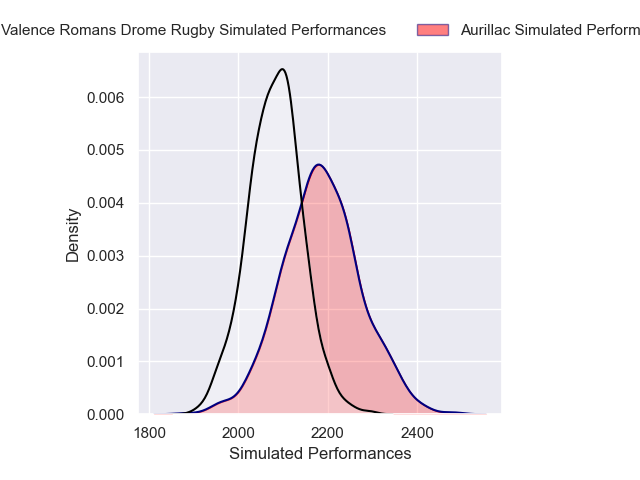 Valence Romans Drome Rugby Simulated Performances Aurillac Simulated Perform
0.006
0.005
0.004
0.003
0.002
0.001
0.000
Density
1800 2000 2200 2400
Simulated Performances